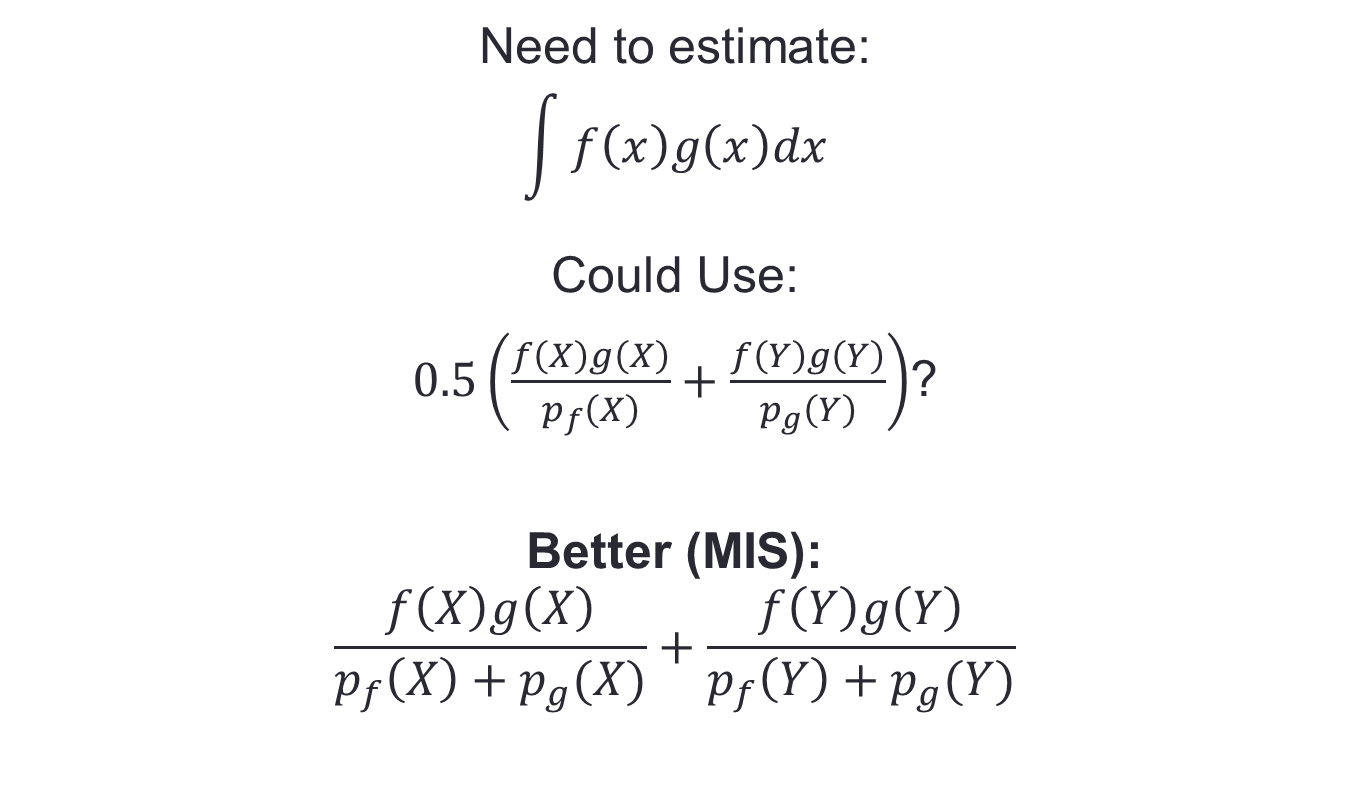 Need to estimate:
∫ f(x)g(x)dx
Could Use:
0.5 ( f(X)g(X) / p_f(X) + f(Y)g(Y) / p_g(Y) )?
Better (MIS):
f(X)g(X) / (p_f(X) + p_g(X)) + f(Y)g(Y) / (p_f(Y) + p_g(Y))